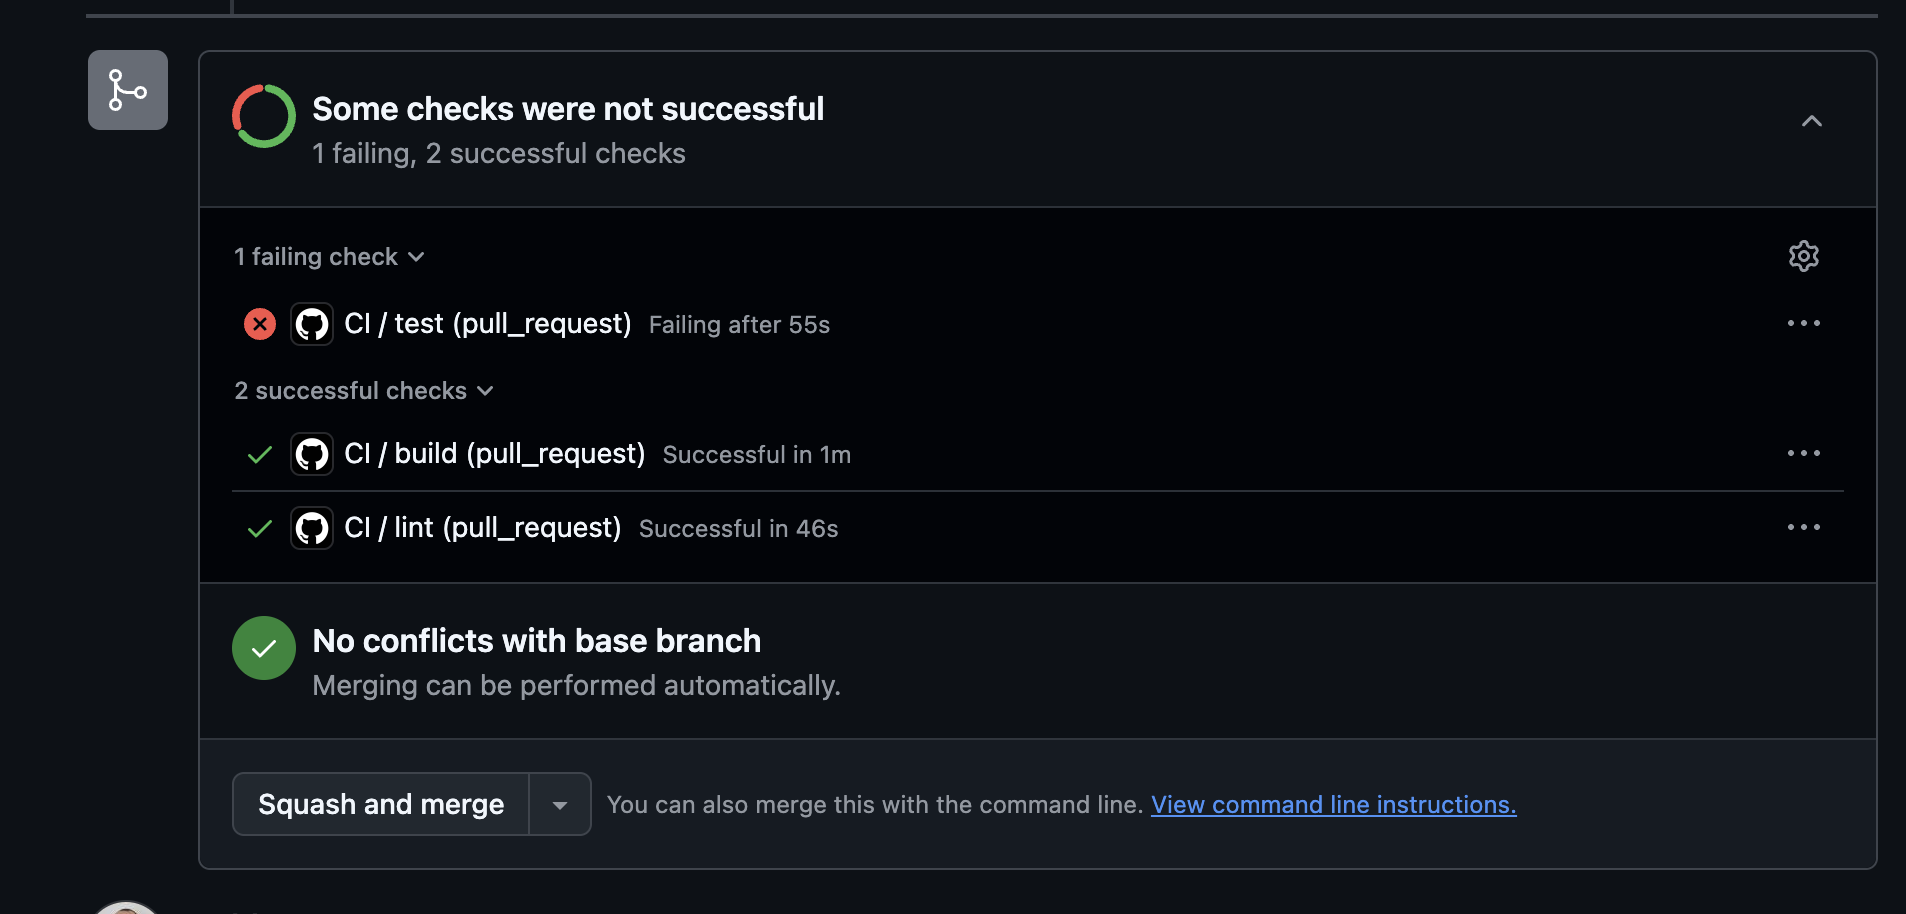 Some checks were not successful
1 failing, 2 successful checks
1 failing check
CI / test (pull_request) Failing after 55s
2 successful checks
CI / build (pull_request) Successful in 1m
CI / lint (pull_request) Successful in 46s
No conflicts with base branch
Merging can be performed automatically.
Squash and merge You can also merge this with the command line. View command line instructions.